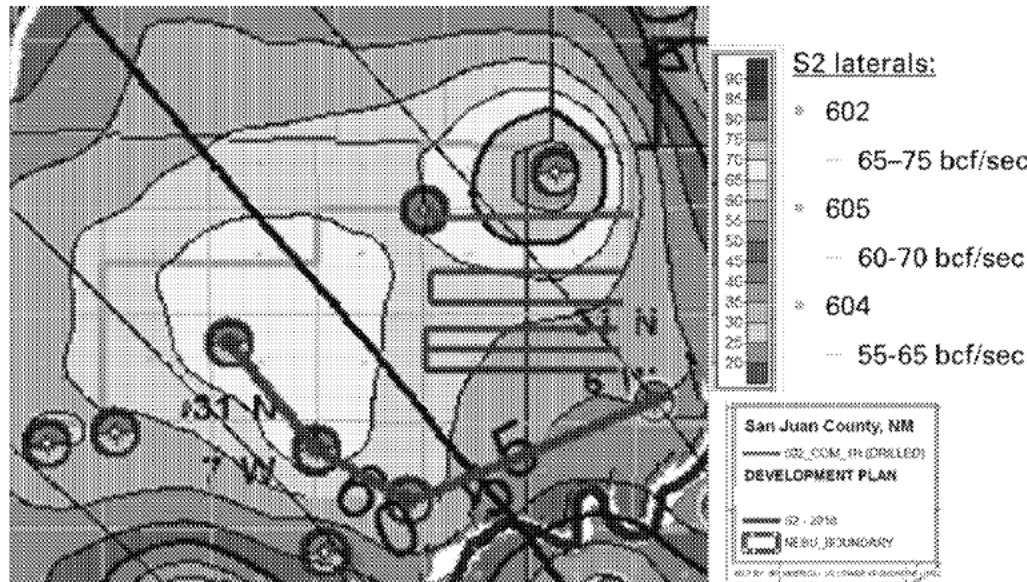 S2 laterals:
602
65–75 bcf/sec
605
60-70 bcf/sec
604
55-65 bcf/sec
90
85
80
75
70
65
60
55
50
45
40
35
30
25
20
31 N
6 W
31 N
7 W
San Juan County, NM
602_COM_1H (DRILLED)
DEVELOPMENT PLAN
S2 - 2018
NEBU_BOUNDARY